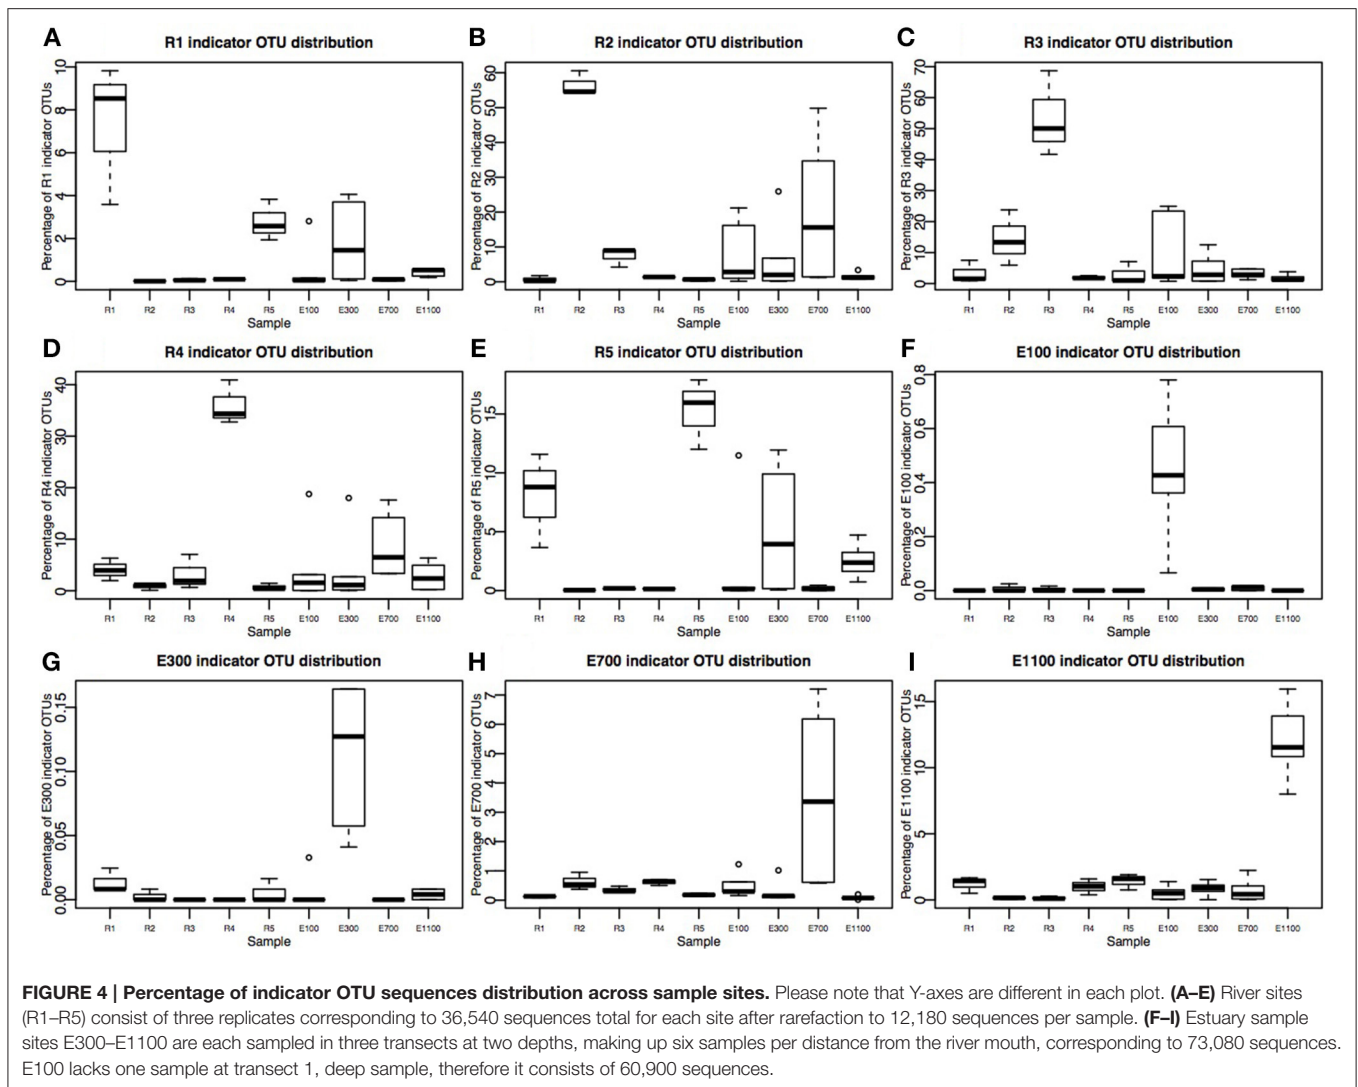 A
R1 indicator OTU distribution
Percentage of R1 indicator OTUs
0 2 4 6 8 10
R1 R2 R3 R4 R5 E100 E300 E700 E1100
Sample
B
R2 indicator OTU distribution
Percentage of R2 indicator OTUs
0 10 20 30 40 50 60
R1 R2 R3 R4 R5 E100 E300 E700 E1100
Sample
C
R3 indicator OTU distribution
Percentage of R3 indicator OTUs
0 10 20 30 40 50 60 70
R1 R2 R3 R4 R5 E100 E300 E700 E1100
Sample
D
R4 indicator OTU distribution
Percentage of R4 indicator OTUs
0 10 20 30 40
R1 R2 R3 R4 R5 E100 E300 E700 E1100
Sample
E
R5 indicator OTU distribution
Percentage of R5 indicator OTUs
0 5 10 15
R1 R2 R3 R4 R5 E100 E300 E700 E1100
Sample
F
E100 indicator OTU distribution
Percentage of E100 indicator OTUs
0.0 0.2 0.4 0.6 0.8
R1 R2 R3 R4 R5 E100 E300 E700 E1100
Sample
G
E300 indicator OTU distribution
Percentage of E300 indicator OTUs
0.00 0.05 0.10 0.15
R1 R2 R3 R4 R5 E100 E300 E700 E1100
Sample
H
E700 indicator OTU distribution
Percentage of E700 indicator OTUs
0 1 2 3 4 5 6 7
R1 R2 R3 R4 R5 E100 E300 E700 E1100
Sample
I
E1100 indicator OTU distribution
Percentage of E1100 indicator OTUs
0 5 10 15
R1 R2 R3 R4 R5 E100 E300 E700 E1100
Sample
FIGURE 4 | Percentage of indicator OTU sequences distribution across sample sites. Please note that Y-axes are different in each plot. (A–E) River sites
(R1–R5) consist of three replicates corresponding to 36,540 sequences total for each site after rarefaction to 12,180 sequences per sample. (F–I) Estuary sample
sites E300–E1100 are each sampled in three transects at two depths, making up six samples per distance from the river mouth, corresponding to 73,080 sequences.
E100 lacks one sample at transect 1, deep sample, therefore it consists of 60,900 sequences.